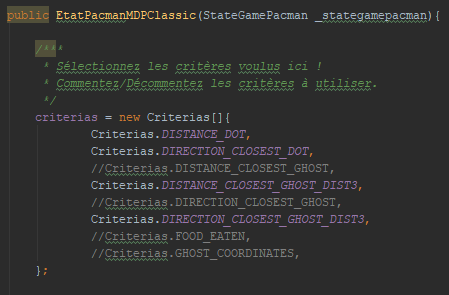 public EtatPacmanMDPClassic(StateGamePacman _stategamepacman){
/***
* Sélectionnez les critères voulus ici !
* Commentez/Décommentez les critères à utiliser.
*/
criterias = new Criterias[]{
Criterias.DISTANCE_DOT,
Criterias.DIRECTION_CLOSEST_DOT,
//Criterias.DISTANCE_CLOSEST_GHOST,
Criterias.DISTANCE_CLOSEST_GHOST_DIST3,
//Criterias.DIRECTION_CLOSEST_GHOST,
Criterias.DIRECTION_CLOSEST_GHOST_DIST3,
//Criterias.FOOD_EATEN,
//Criterias.GHOST_COORDINATES,
};